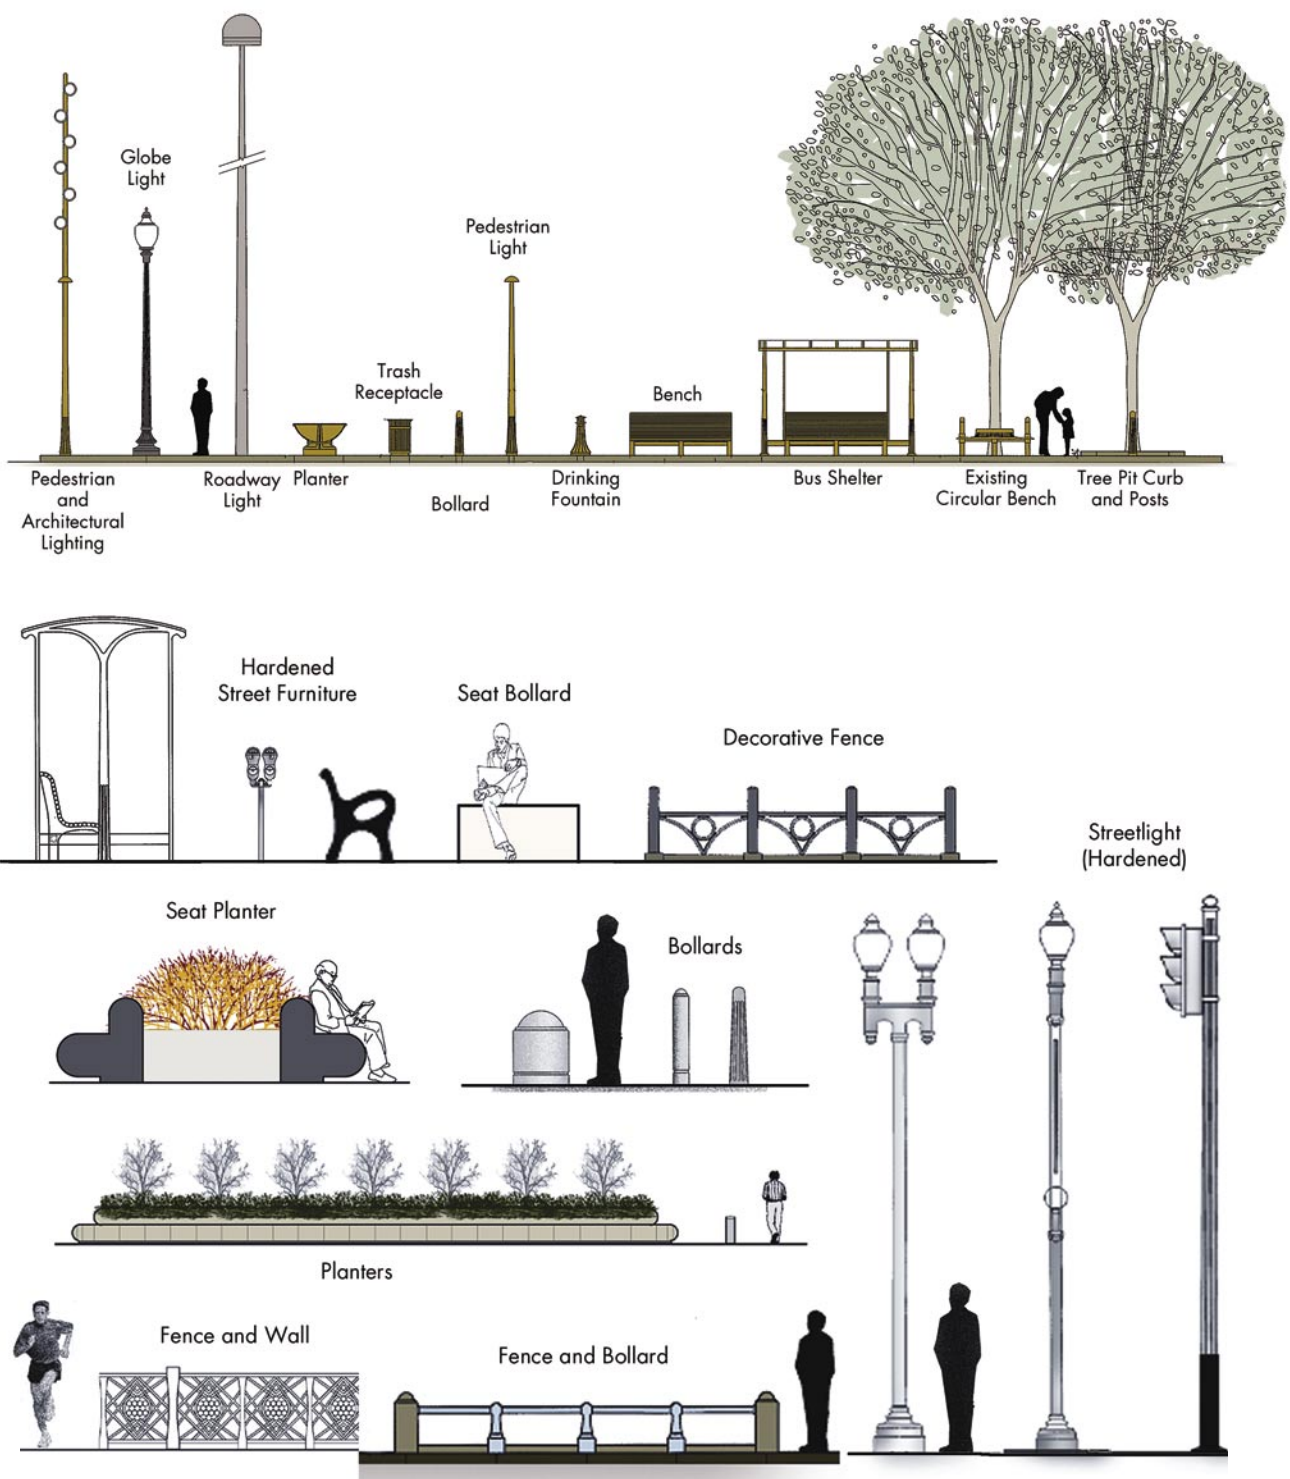 Globe
Light
Pedestrian
Light
Trash
Receptacle
Bench
Pedestrian
and
Architectural
Lighting
Roadway
Light
Planter
Bollard
Drinking
Fountain
Bus Shelter
Existing
Circular Bench
Tree Pit Curb
and Posts
Hardened
Street Furniture
Seat Bollard
Decorative Fence
Streetlight
(Hardened)
Seat Planter
Bollards
Planters
Fence and Wall
Fence and Bollard